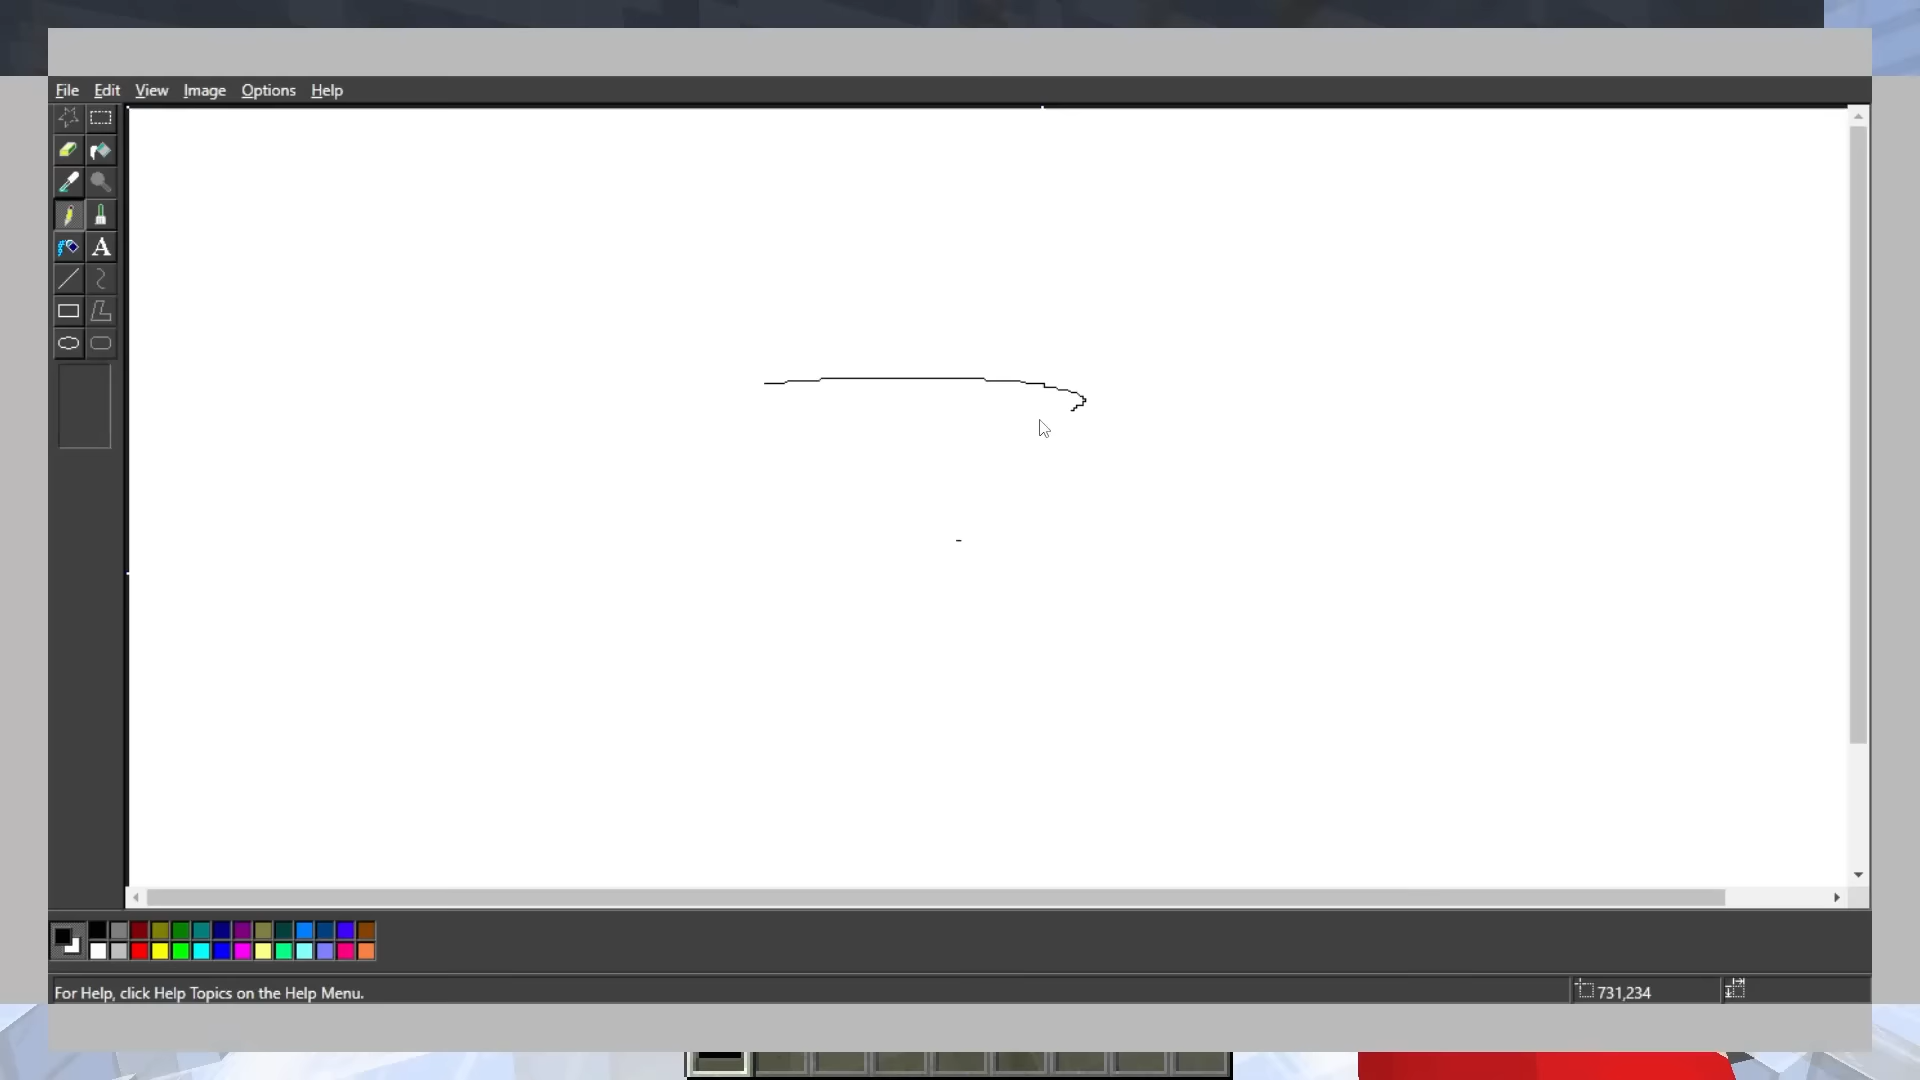 File Edit View Image Options Help
A
For Help, click Help Topics on the Help Menu.
731,234